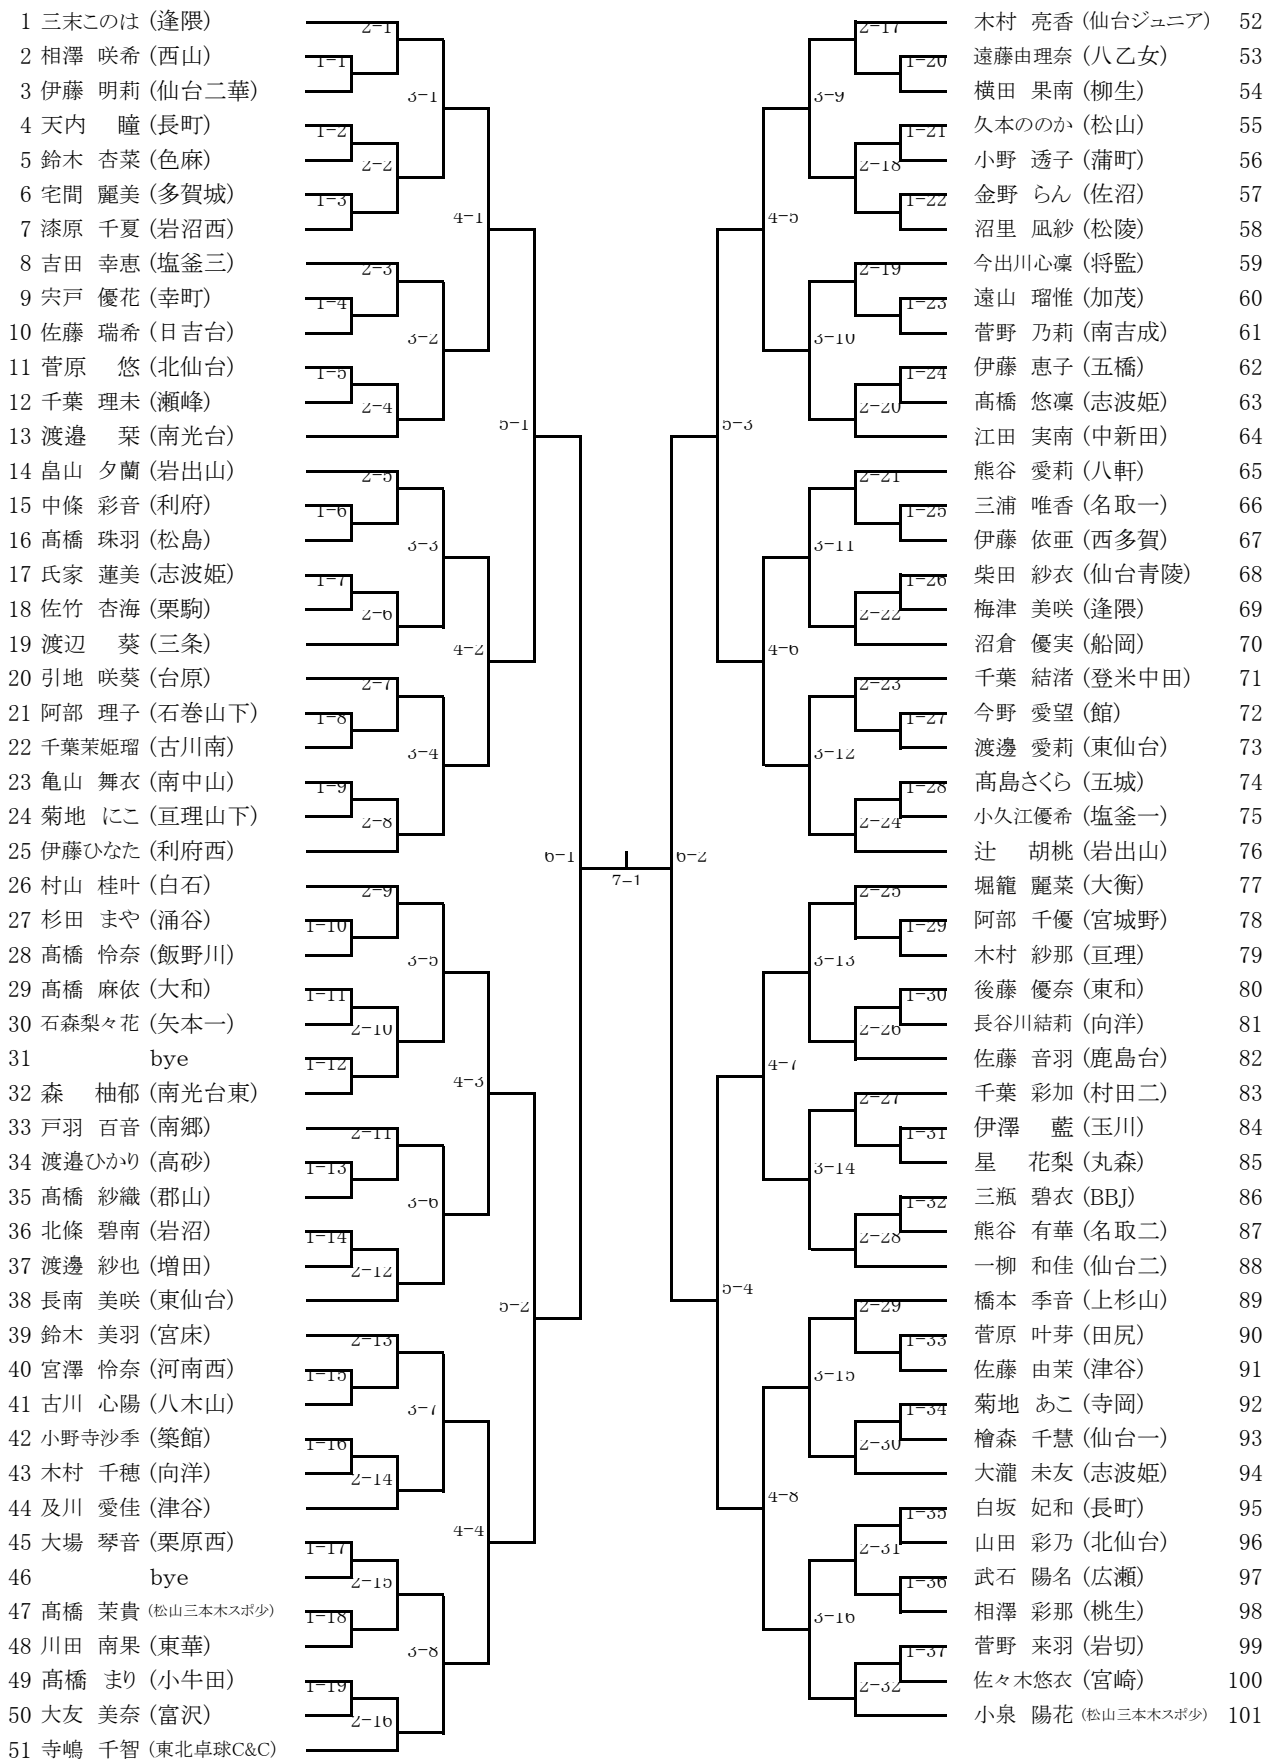 1 三末このは (逢隈)
2 相澤 咲希 (西山)
3 伊藤 明莉 (仙台二華)
4 天内 瞳 (長町)
5 鈴木 杏菜 (色麻)
6 宅間 麗美 (多賀城)
7 漆原 千夏 (岩沼西)
8 吉田 幸恵 (塩釜三)
9 宍戸 優花 (幸町)
10 佐藤 瑞希 (日吉台)
11 菅原 悠 (北仙台)
12 千葉 理未 (瀬峰)
13 渡邉 栞 (南光台)
14 畠山 夕蘭 (岩出山)
15 中條 彩音 (利府)
16 髙橋 珠羽 (松島)
17 氏家 蓮美 (志波姫)
18 佐竹 杏海 (栗駒)
19 渡辺 葵 (三条)
20 引地 咲葵 (台原)
21 阿部 理子 (石巻山下)
22 千葉茉姫瑠 (古川南)
23 亀山 舞衣 (南中山)
24 菊地 にこ (亘理山下)
25 伊藤ひなた (利府西)
26 村山 桂叶 (白石)
27 杉田 まや (涌谷)
28 髙橋 怜奈 (飯野川)
29 髙橋 麻依 (大和)
30 石森梨々花 (矢本一)
31 bye
32 森 柚郁 (南光台東)
33 戸羽 百音 (南郷)
34 渡邉ひかり (高砂)
35 髙橋 紗織 (郡山)
36 北條 碧南 (岩沼)
37 渡邊 紗也 (増田)
38 長南 美咲 (東仙台)
39 鈴木 美羽 (宮床)
40 宮澤 怜奈 (河南西)
41 古川 心陽 (八木山)
42 小野寺沙季 (築館)
43 木村 千穂 (向洋)
44 及川 愛佳 (津谷)
45 大場 琴音 (栗原西)
46 bye
47 髙橋 茉貴 (松山三本木スポ少)
48 川田 南果 (東華)
49 髙橋 まり (小牛田)
50 大友 美奈 (富沢)
51 寺嶋 千智 (東北卓球C&C)
1-1
1-2
1-3
1-4
1-5
1-6
1-7
1-8
1-9
1-10
1-11
1-12
1-13
1-14
1-15
1-16
1-17
1-18
1-19
2-1
2-2
2-3
2-4
2-5
2-6
2-7
2-8
2-9
2-10
2-11
2-12
2-13
2-14
2-15
2-16
3-1
3-2
3-3
3-4
3-5
3-6
3-7
3-8
4-1
4-2
4-3
4-4
5-1
5-2
6-1
7-1
6-2
5-3
5-4
4-5
4-6
4-7
4-8
3-9
3-10
3-11
3-12
3-13
3-14
3-15
3-16
2-17
2-18
2-19
2-20
2-21
2-22
2-23
2-24
2-25
2-26
2-27
2-28
2-29
2-30
2-31
2-32
1-20
1-21
1-22
1-23
1-24
1-25
1-26
1-27
1-28
1-29
1-30
1-31
1-32
1-33
1-34
1-35
1-36
1-37
木村 亮香 (仙台ジュニア) 52
遠藤由理奈 (八乙女) 53
横田 果南 (柳生) 54
久本ののか (松山) 55
小野 透子 (蒲町) 56
金野 らん (佐沼) 57
沼里 凪紗 (松陵) 58
今出川心凜 (将監) 59
遠山 瑠惟 (加茂) 60
菅野 乃莉 (南吉成) 61
伊藤 恵子 (五橋) 62
髙橋 悠凜 (志波姫) 63
江田 実南 (中新田) 64
熊谷 愛莉 (八軒) 65
三浦 唯香 (名取一) 66
伊藤 依亜 (西多賀) 67
柴田 紗衣 (仙台青陵) 68
梅津 美咲 (逢隈) 69
沼倉 優実 (船岡) 70
千葉 結渚 (登米中田) 71
今野 愛望 (館) 72
渡邊 愛莉 (東仙台) 73
髙島さくら (五城) 74
小久江優希 (塩釜一) 75
辻 胡桃 (岩出山) 76
堀籠 麗菜 (大衡) 77
阿部 千優 (宮城野) 78
木村 紗那 (亘理) 79
後藤 優奈 (東和) 80
長谷川結莉 (向洋) 81
佐藤 音羽 (鹿島台) 82
千葉 彩加 (村田二) 83
伊澤 藍 (玉川) 84
星 花梨 (丸森) 85
三瓶 碧衣 (BBJ) 86
熊谷 有華 (名取二) 87
一柳 和佳 (仙台二) 88
橋本 季音 (上杉山) 89
菅原 叶芽 (田尻) 90
佐藤 由茉 (津谷) 91
菊地 あこ (寺岡) 92
檜森 千慧 (仙台一) 93
大瀧 未友 (志波姫) 94
白坂 妃和 (長町) 95
山田 彩乃 (北仙台) 96
武石 陽名 (広瀬) 97
相澤 彩那 (桃生) 98
菅野 来羽 (岩切) 99
佐々木悠衣 (宮崎) 100
小泉 陽花 (松山三本木スポ少) 101